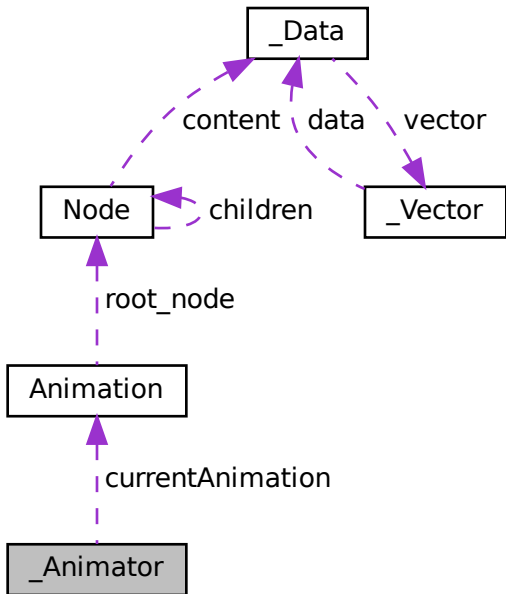 _Data
content
data
vector
Node
children
_Vector
root_node
Animation
currentAnimation
_Animator